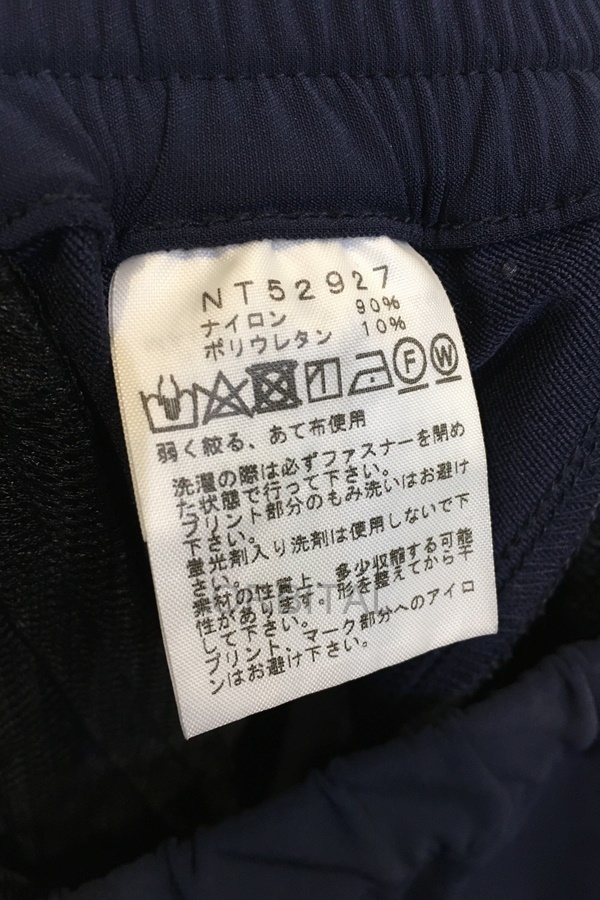 NT52927
ナイロン 90%
ポリウレタン 10%
F W
弱く絞る、あて布使用
洗濯の際は必ずファスナーを閉め
た状態で行って下さい。
プリント部分のもみ洗いはお避け
下さい。
蛍光剤入り洗剤は使用しないで下
さい。
素材の性質上、多少収縮する可能
性があります。形を整えてから干
して下さい。
プリント、マーク部分へのアイロ
ンはお避け下さい。